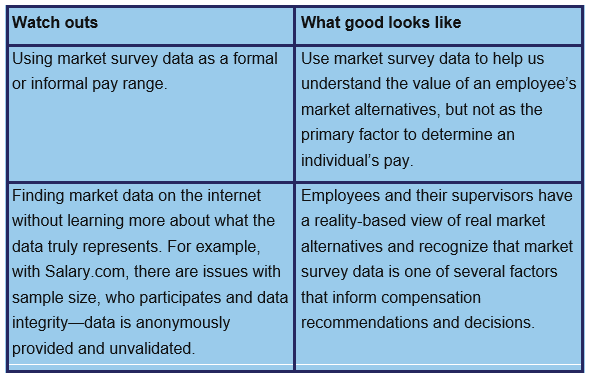 Watch outs
What good looks like
Using market survey data as a formal
or informal pay range.
Use market survey data to help us
understand the value of an employee's
market alternatives, but not as the
primary factor to determine an
individual's pay.
Finding market data on the internet
without learning more about what the
data truly represents. For example,
with Salary.com, there are issues with
sample size, who participates and data
integrity—data is anonymously
provided and unvalidated.
Employees and their supervisors have
a reality-based view of real market
alternatives and recognize that market
survey data is one of several factors
that inform compensation
recommendations and decisions.